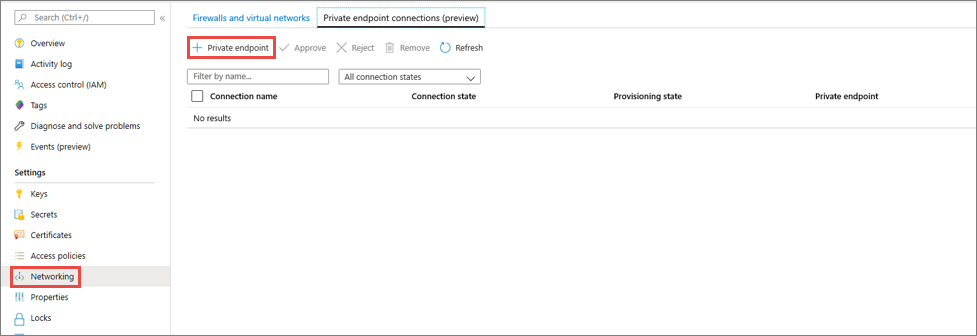 Search (Ctrl+/)
«
Overview
Activity log
Access control (IAM)
Tags
Diagnose and solve problems
Events (preview)
Settings
Keys
Secrets
Certificates
Access policies
Networking
Properties
Locks
Firewalls and virtual networks Private endpoint connections (preview)
+ Private endpoint Approve Reject Remove Refresh
Filter by name... All connection states
Connection name Connection state Provisioning state Private endpoint
No results